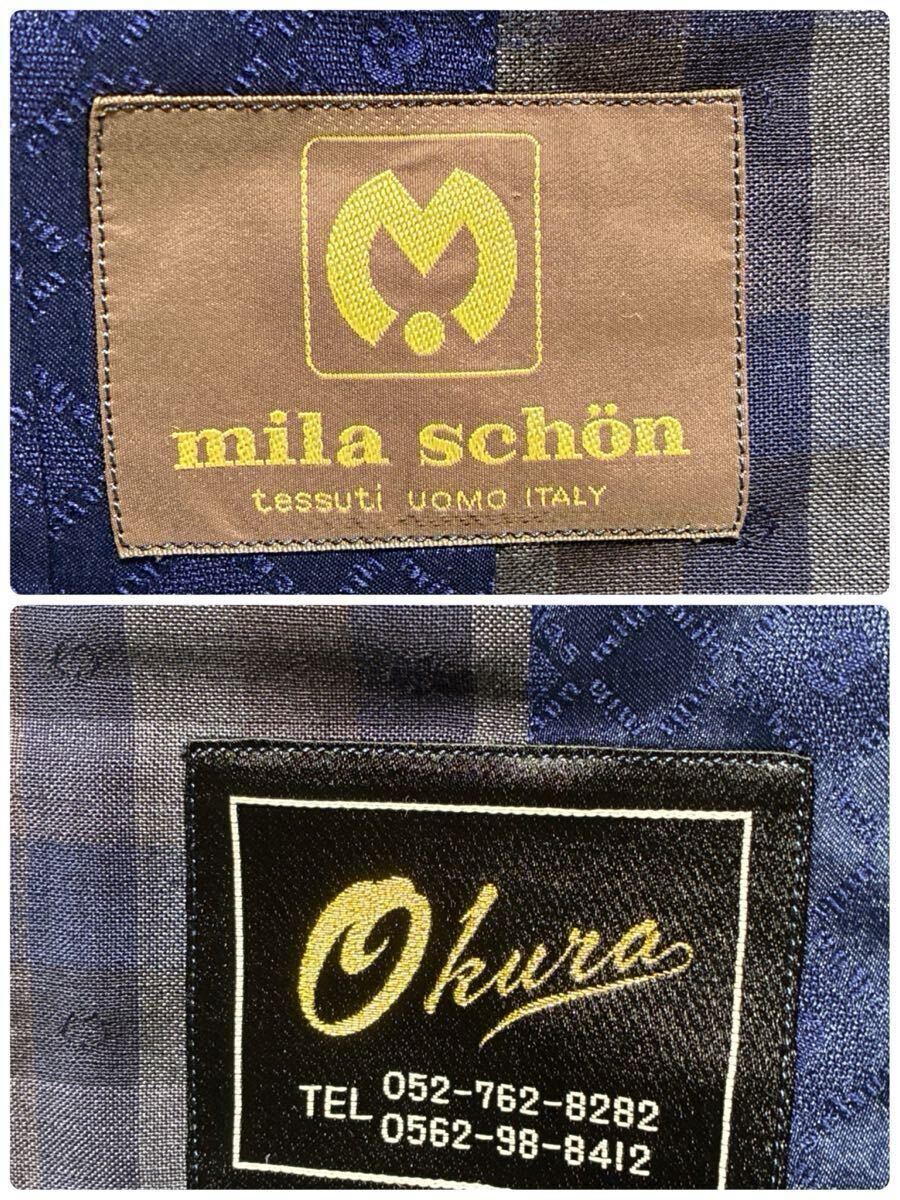 mila schön
tessuti UOMO ITALY
Okura
TEL 052-762-8282
0562-98-8412